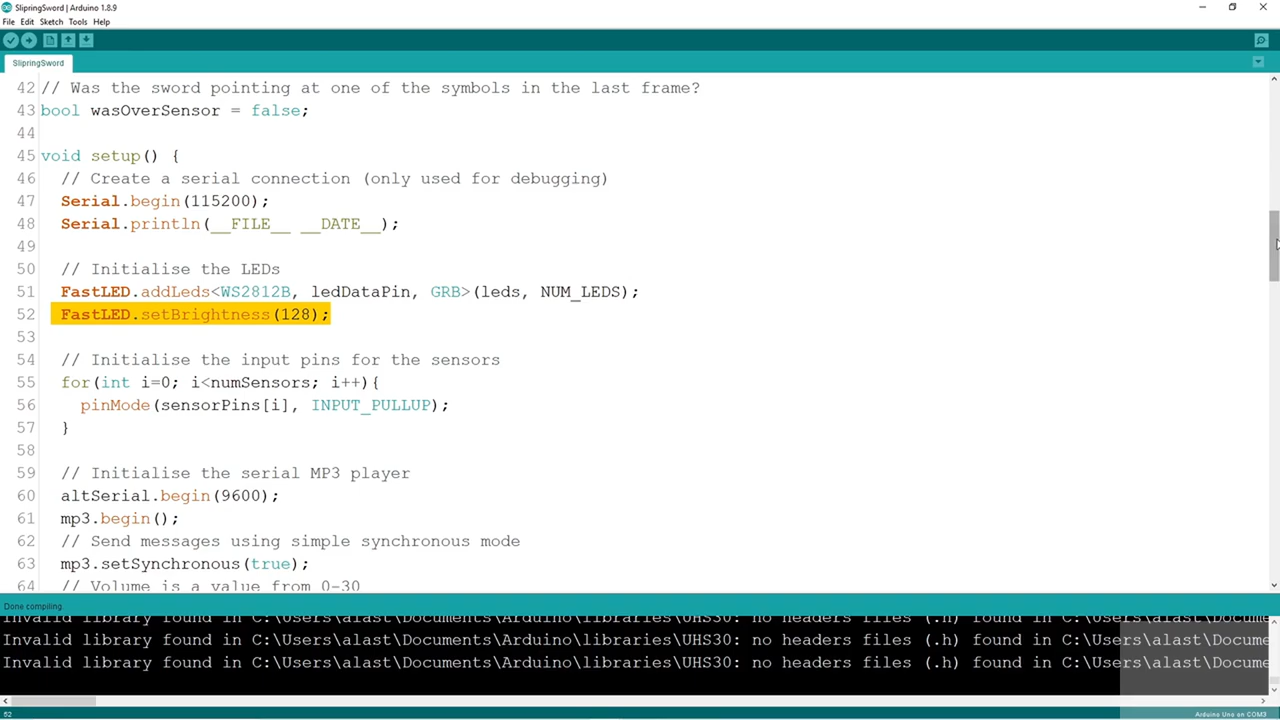 SlipringSword | Arduino 1.8.9
File Edit Sketch Tools Help
SlipringSword
42 // Was the sword pointing at one of the symbols in the last frame?
43 bool wasOverSensor = false;
44
45 void setup() {
46 // Create a serial connection (only used for debugging)
47 Serial.begin(115200);
48 Serial.println(__FILE__ __DATE__);
49
50 // Initialise the LEDs
51 FastLED.addLeds<WS2812B, ledDataPin, GRB>(leds, NUM_LEDS);
52 FastLED.setBrightness(128);
53
54 // Initialise the input pins for the sensors
55 for(int i=0; i<numSensors; i++){
56 pinMode(sensorPins[i], INPUT_PULLUP);
57 }
58
59 // Initialise the serial MP3 player
60 altSerial.begin(9600);
61 mp3.begin();
62 // Send messages using simple synchronous mode
63 mp3.setSynchronous(true);
64 // Volume is a value from 0-30
Done compiling.
Invalid library found in C:\Users\alast\Documents\Arduino\libraries\UHS30: no headers files (.h) found in C:\Users\alast\Docume
Invalid library found in C:\Users\alast\Documents\Arduino\libraries\UHS30: no headers files (.h) found in C:\Users\alast\Docume
Invalid library found in C:\Users\alast\Documents\Arduino\libraries\UHS30: no headers files (.h) found in C:\Users\alast\Docume
52 Arduino Uno on COM3